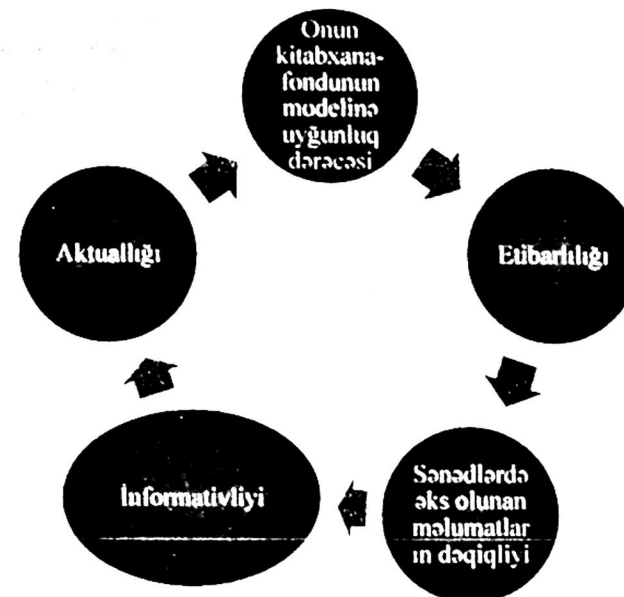 Onun
kitabxana-
fondunun
modelinə
uyğunluq
dərəcəsi
Etibarlılığı
Sənədlərdə
əks olunan
məlumatlar
ın dəqiqliyi
İnformativliyi
Aktuallığı